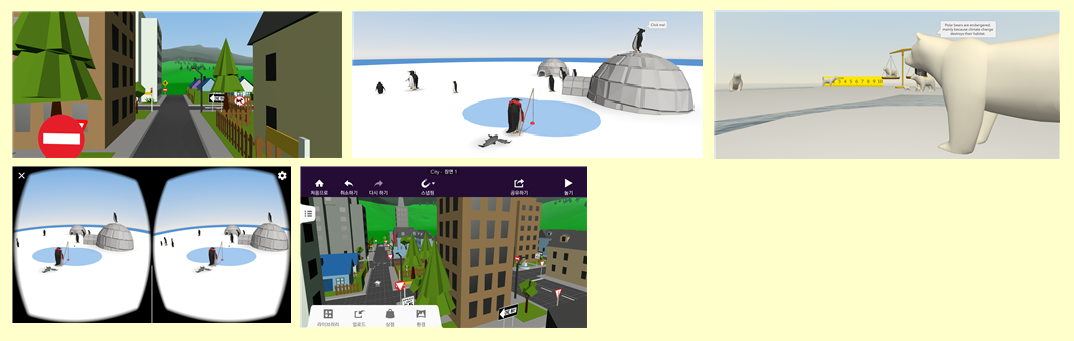 Click me!
Polar bears are endangered,
mainly because climate change
destroys their habitat.
City - 장면 1
처음으로
취소하기
다시 하기
스냅핑
공유하기
놀기
라이브러리
업로드
상점
환경